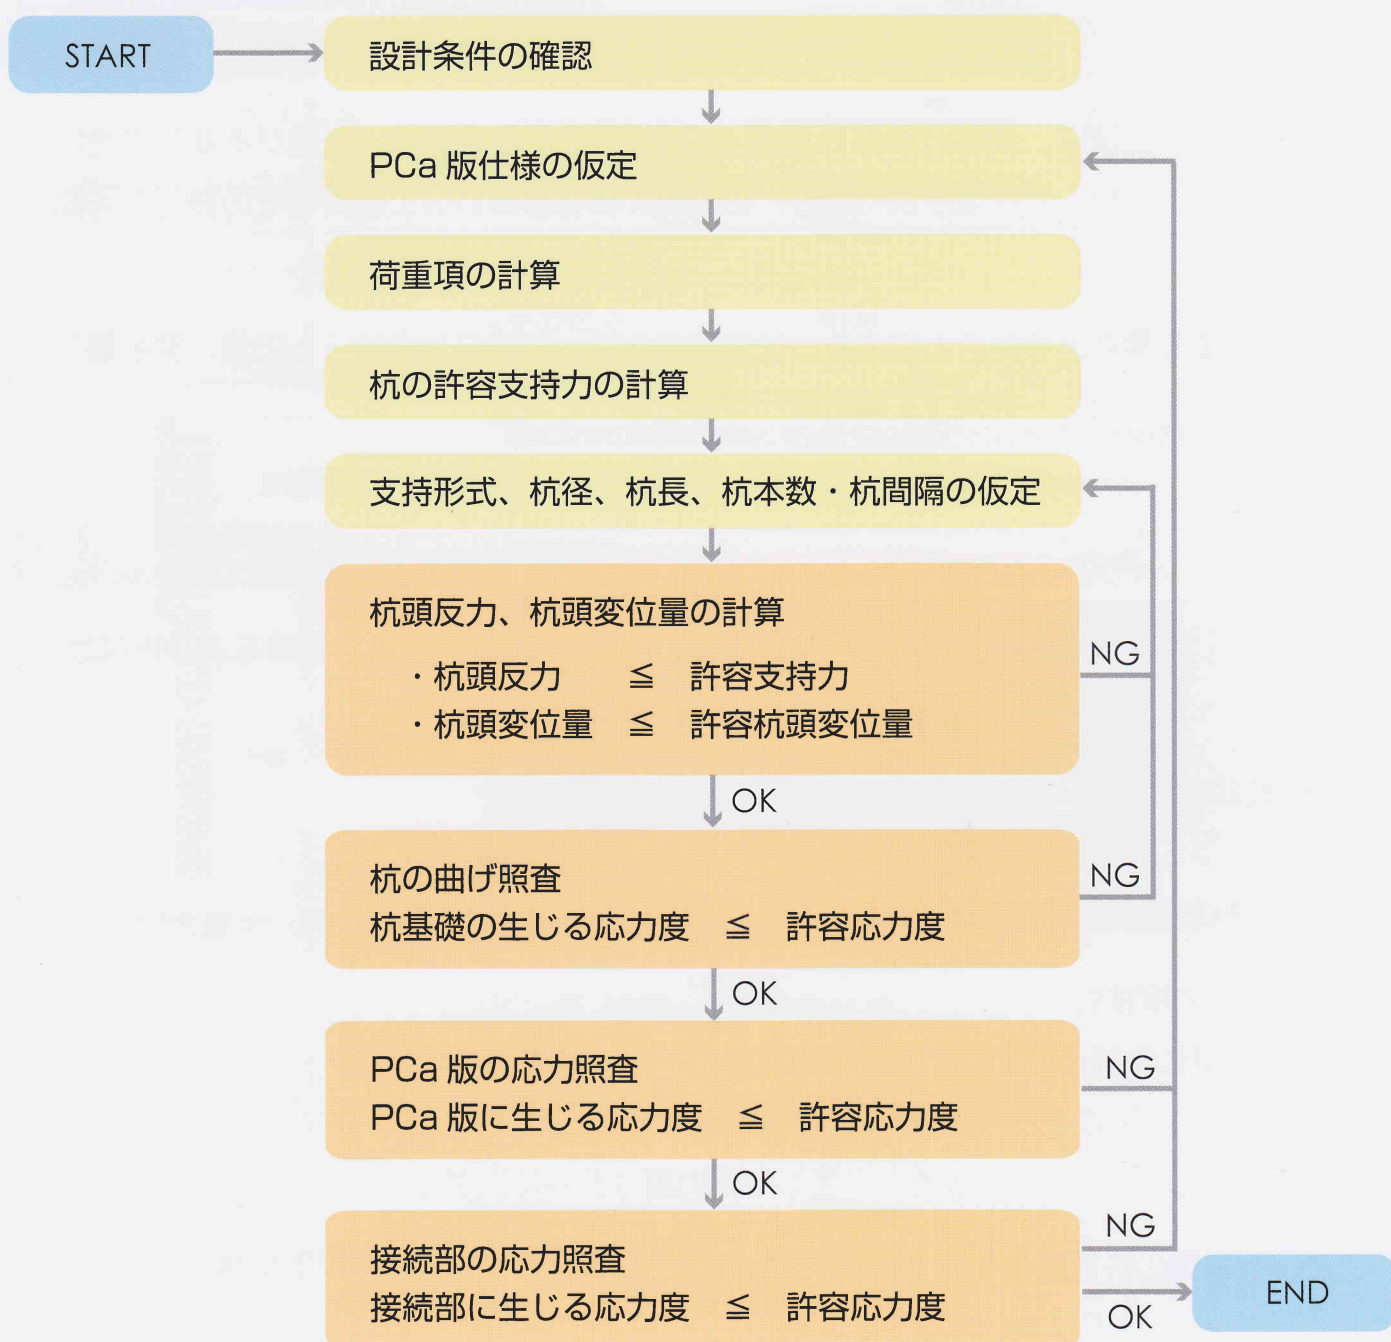 START
設計条件の確認
PCa 版仕様の仮定
荷重項の計算
杭の許容支持力の計算
支持形式、杭径、杭長、杭本数・杭間隔の仮定
杭頭反力、杭頭変位量の計算
・杭頭反力 ≦ 許容支持力
・杭頭変位量 ≦ 許容杭頭変位量
NG
OK
杭の曲げ照査
杭基礎の生じる応力度 ≦ 許容応力度
NG
OK
PCa 版の応力照査
PCa 版に生じる応力度 ≦ 許容応力度
NG
OK
接続部の応力照査
接続部に生じる応力度 ≦ 許容応力度
NG
OK
END